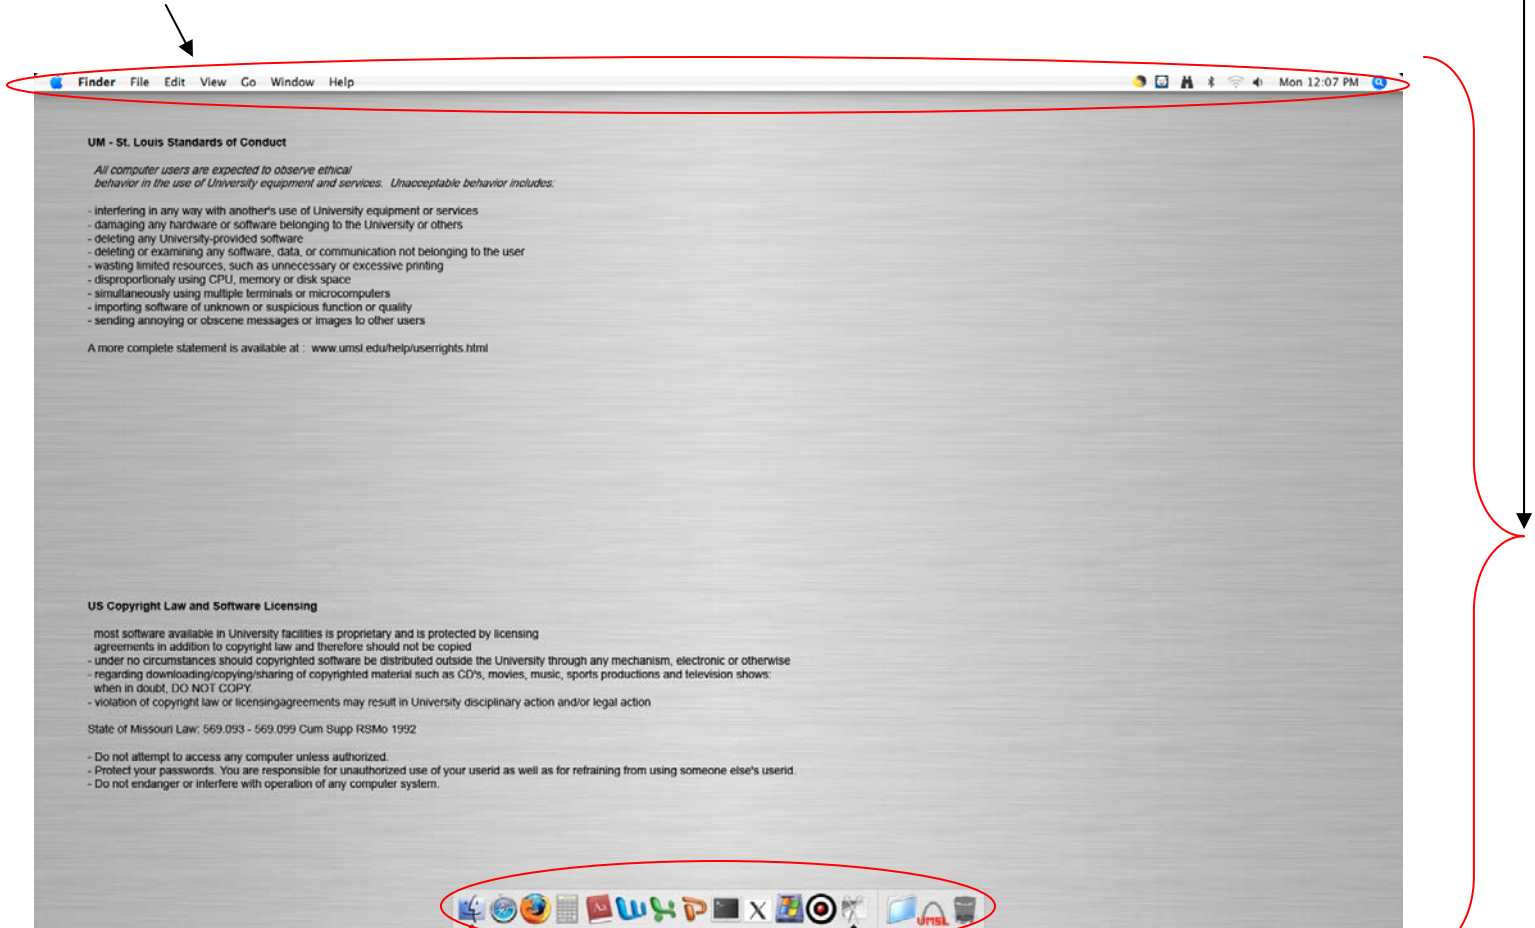 Finder File Edit View Go Window Help Mon 12:07 PM
UM - St. Louis Standards of Conduct
All computer users are expected to observe ethical
behavior in the use of University equipment and services. Unacceptable behavior includes:
- interfering in any way with another's use of University equipment or services
- damaging any hardware or software belonging to the University or others
- deleting any University-provided software
- deleting or examining any software, data, or communication not belonging to the user
- wasting limited resources, such as unnecessary or excessive printing
- disproportionaly using CPU, memory or disk space
- simultaneously using multiple terminals or microcomputers
- importing software of unknown or suspicious function or quality
- sending annoying or obscene messages or images to other users
A more complete statement is available at : www.umsl.edu/help/userrights.html
US Copyright Law and Software Licensing
most software available in University facilities is proprietary and is protected by licensing
agreements in addition to copyright law and therefore should not be copied
- under no circumstances should copyrighted software be distributed outside the University through any mechanism, electronic or otherwise
- regarding downloading/copying/sharing of copyrighted material such as CD's, movies, music, sports productions and television shows:
when in doubt, DO NOT COPY.
- violation of copyright law or licensingagreements may result in University disciplinary action and/or legal action
State of Missouri Law: 569.093 - 569.099 Cum Supp RSMo 1992
- Do not attempt to access any computer unless authorized.
- Protect your passwords. You are responsible for unauthorized use of your userid as well as for refraining from using someone else's userid.
- Do not endanger or interfere with operation of any computer system.
Aa X UMSL